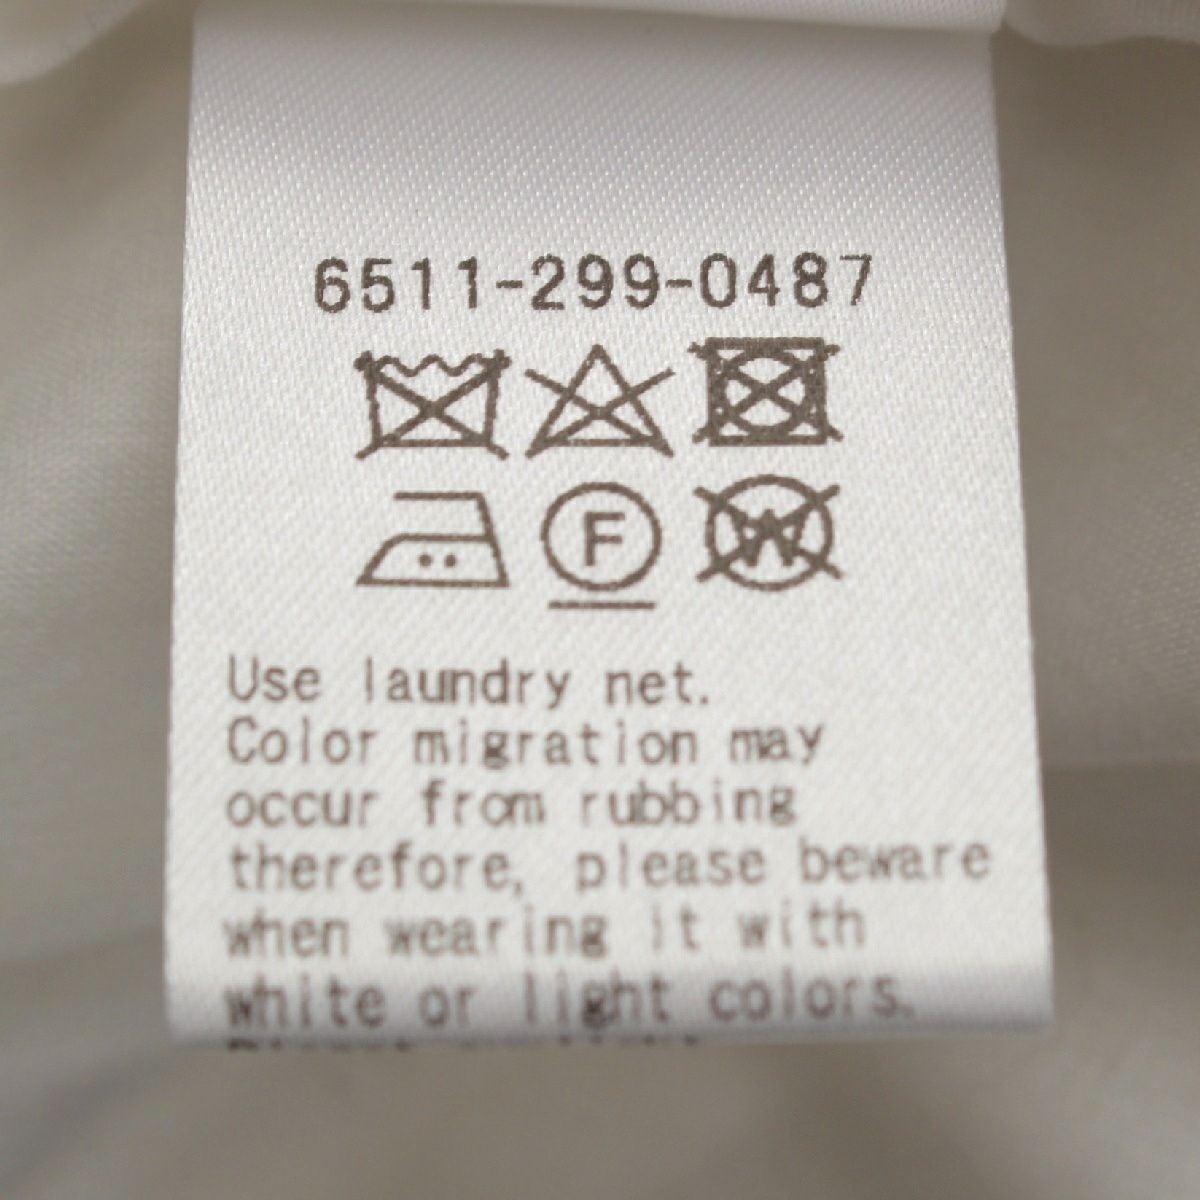 6511-299-0487
F
W
Use laundry net.
Color migration may
occur from rubbing
therefore, please beware
when wearing it with
white or light colors.